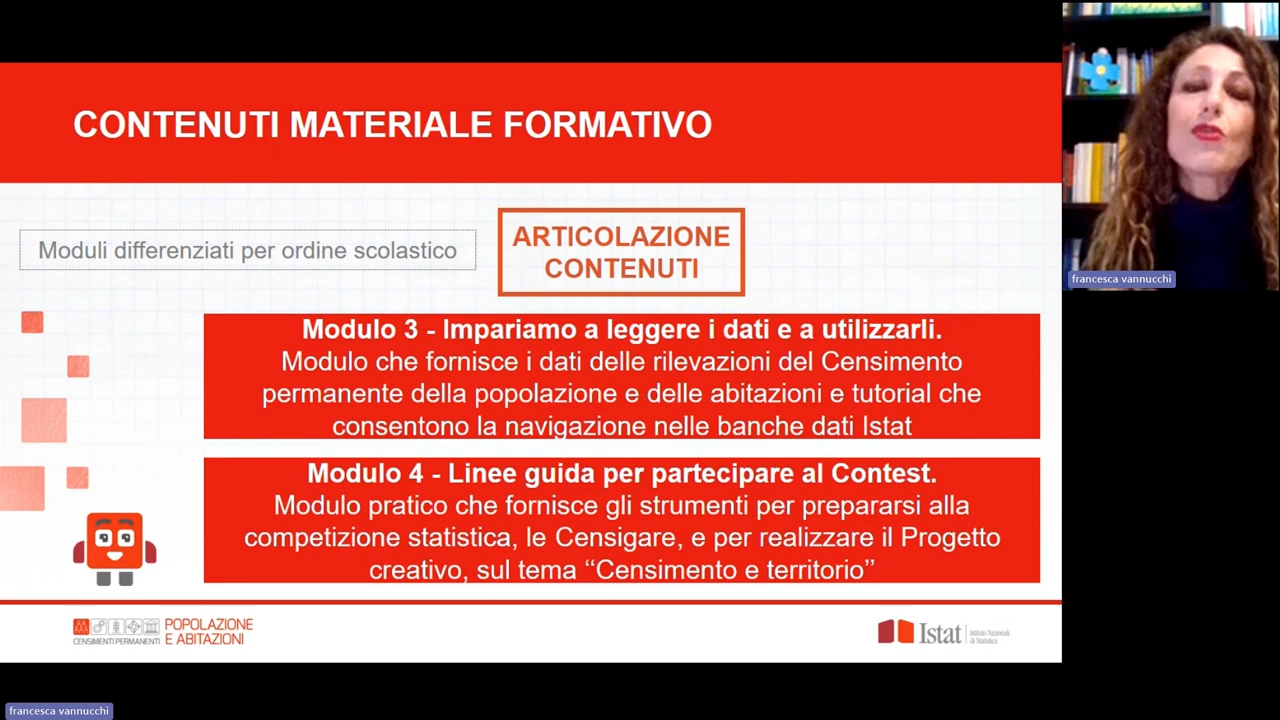 CONTENUTI MATERIALE FORMATIVO
Moduli differenziati per ordine scolastico
ARTICOLAZIONE
CONTENUTI
Modulo 3 - Impariamo a leggere i dati e a utilizzarli.
Modulo che fornisce i dati delle rilevazioni del Censimento
permanente della popolazione e delle abitazioni e tutorial che
consentono la navigazione nelle banche dati Istat
Modulo 4 - Linee guida per partecipare al Contest.
Modulo pratico che fornisce gli strumenti per prepararsi alla
competizione statistica, le Censigare, e per realizzare il Progetto
creativo, sul tema ‘‘Censimento e territorio’’
CENSIMENTI PERMANENTI
POPOLAZIONE
E ABITAZIONI
Istat
Istituto Nazionale
di Statistica
francesca vannucchi
francesca vannucchi